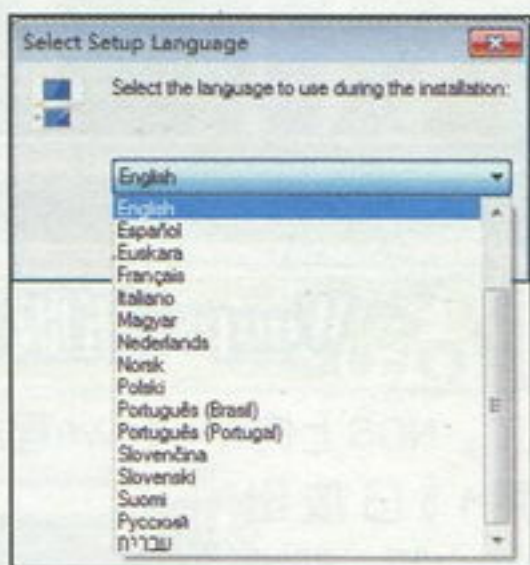 Select Setup Language
Select the language to use during the installation:
English
English
Español
Euskara
Français
Italiano
Magyar
Nederlands
Norsk
Polski
Português (Brasil)
Português (Portugal)
Slovenčina
Slovenski
Suomi
Русский
עברית